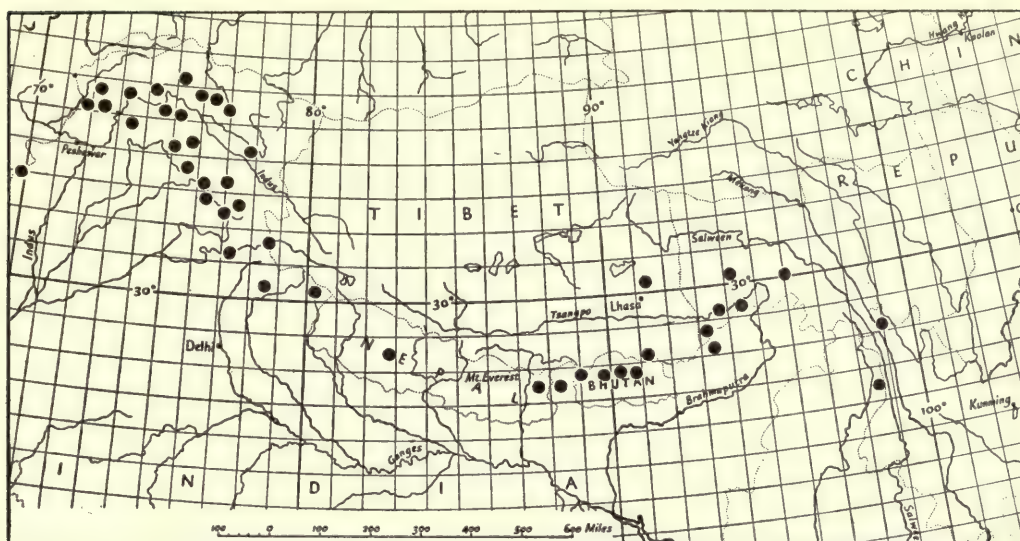 Hwang
Kaolan
C H I N
70°
80°
90°
Peshawar
Indus
Yangtze Kiang
Mekong
R E P U
T I B E T
Salween
Indus
30°
30°
30°
Lhasa
Tsangpo
Delhi
N E P A L
Mt. Everest
BHUTAN
Brahmaputra
100°
Kunming
Ganges
I N D I A
Salween
100 0 100 200 300 400 500 600 Miles